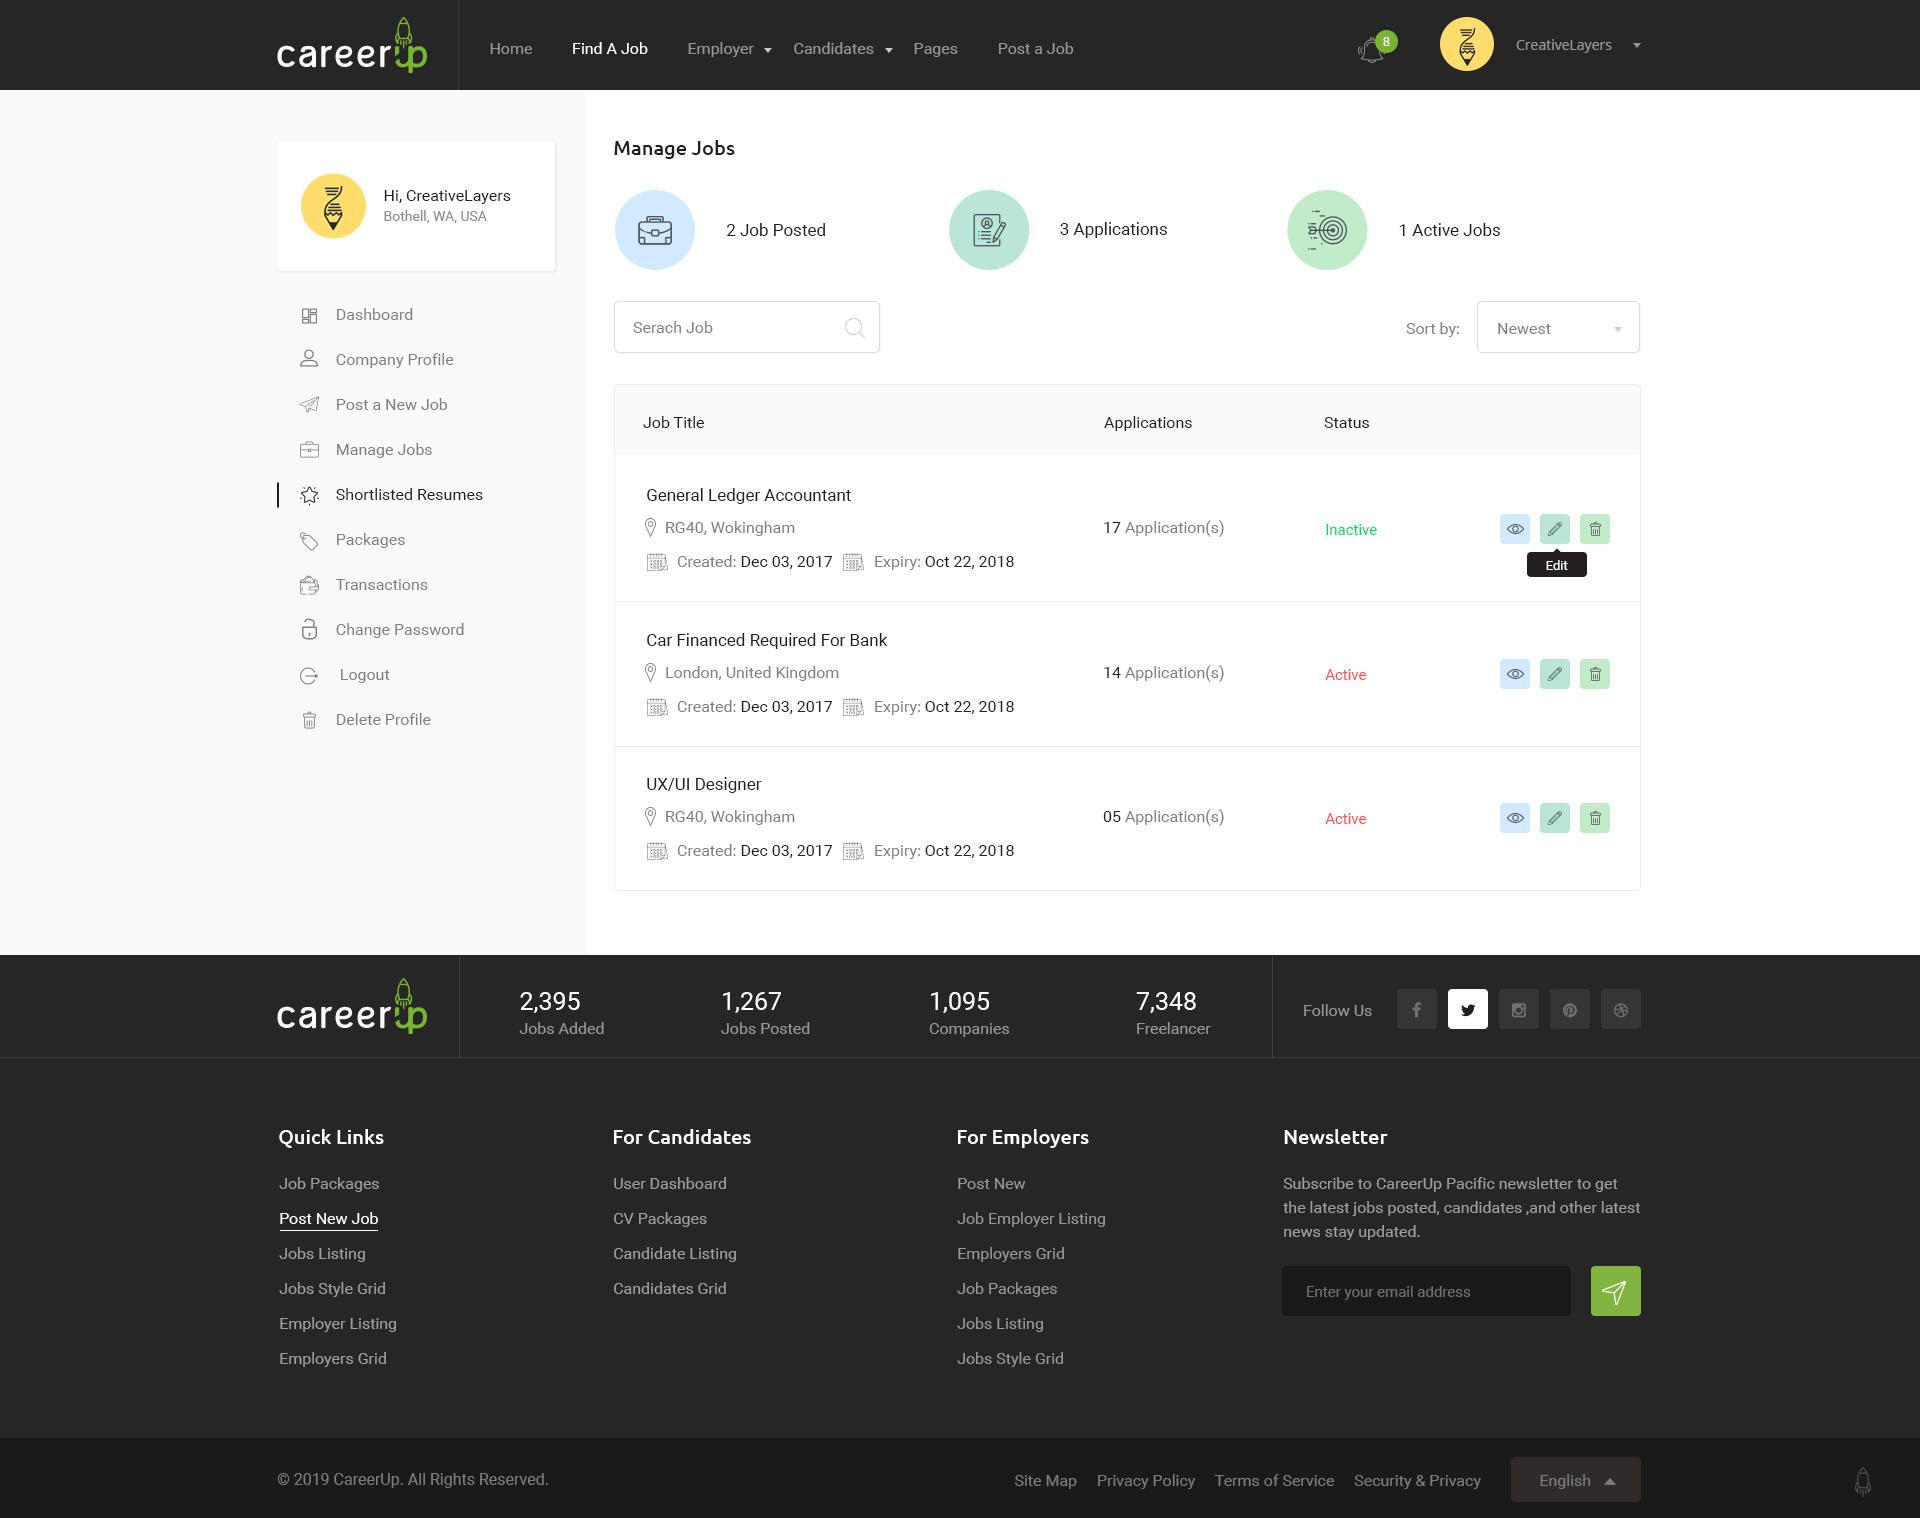 careerup
Home
Find A Job
Employer
Candidates
Pages
Post a Job
8
CreativeLayers
Hi, CreativeLayers
Bothell, WA, USA
Dashboard
Company Profile
Post a New Job
Manage Jobs
Shortlisted Resumes
Packages
Transactions
Change Password
Logout
Delete Profile
Manage Jobs
2 Job Posted
3 Applications
1 Active Jobs
Serach Job
Sort by:
Newest
Job Title
Applications
Status
General Ledger Accountant
RG40, Wokingham
Created: Dec 03, 2017
Expiry: Oct 22, 2018
17 Application(s)
Inactive
Edit
Car Financed Required For Bank
London, United Kingdom
Created: Dec 03, 2017
Expiry: Oct 22, 2018
14 Application(s)
Active
UX/UI Designer
RG40, Wokingham
Created: Dec 03, 2017
Expiry: Oct 22, 2018
05 Application(s)
Active
careerup
2,395
Jobs Added
1,267
Jobs Posted
1,095
Companies
7,348
Freelancer
Follow Us
Quick Links
Job Packages
Post New Job
Jobs Listing
Jobs Style Grid
Employer Listing
Employers Grid
For Candidates
User Dashboard
CV Packages
Candidate Listing
Candidates Grid
For Employers
Post New
Job Employer Listing
Employers Grid
Job Packages
Jobs Listing
Jobs Style Grid
Newsletter
Subscribe to CareerUp Pacific newsletter to get
the latest jobs posted, candidates ,and other latest
news stay updated.
Enter your email address
© 2019 CareerUp. All Rights Reserved.
Site Map
Privacy Policy
Terms of Service
Security & Privacy
English